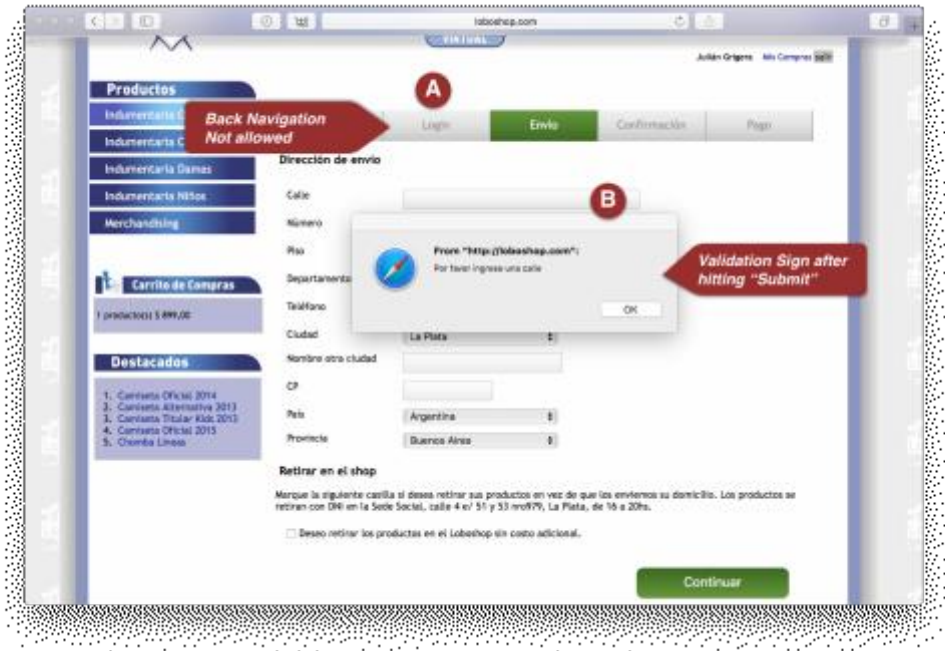 loboshop.com
VIRTUAL
Julián Grigera Mis Compras salir
Productos
A
Indumentaria
Back Navigation
Not allowed
Login
Envío
Confirmación
Pago
Indumentaria
Dirección de envío
Indumentaria Damas
Indumentaria Niños
Calle
B
Merchandising
Número
Piso
From "http://loboshop.com":
Por favor ingrese una calle
Validation Sign after
hitting "Submit"
Departamento
Carrito de Compras
OK
Teléfono
1 producto(s) $ 899,00
Ciudad
La Plata
Nombre otra ciudad
Destacados
CP
1. Camiseta Oficial 2014
2. Camiseta Alternativa 2013
3. Camiseta Titular Kids 2013
4. Camiseta Oficial 2015
5. Chomba Lineas
País
Argentina
Provincia
Buenos Aires
Retirar en el shop
Marque la siguiente casilla si desea retirar sus productos en vez de que los enviemos su domicilio. Los productos se
retiran con DNI en la Sede Social, calle 4 e/ 51 y 53 nro979, La Plata, de 16 a 20hs.
Deseo retirar los productos en el Loboshop sin costo adicional.
Continuar